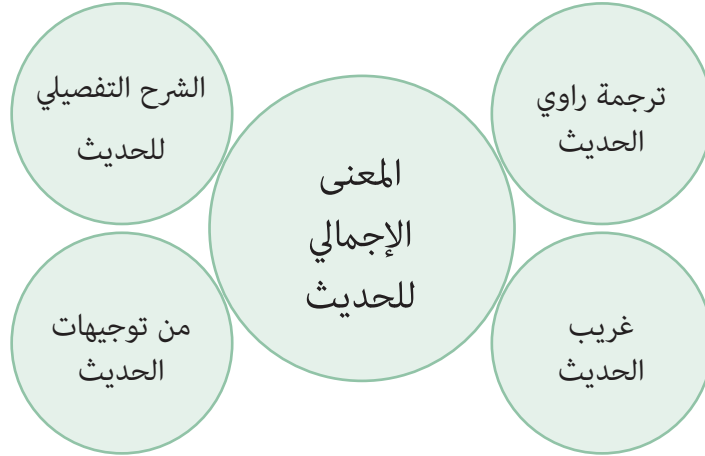 ترجمة راوي
الحديث
غريب
الحديث
المعنى
الإجمالي
للحديث
الشرح التفصيلي
للحديث
من توجيهات
الحديث